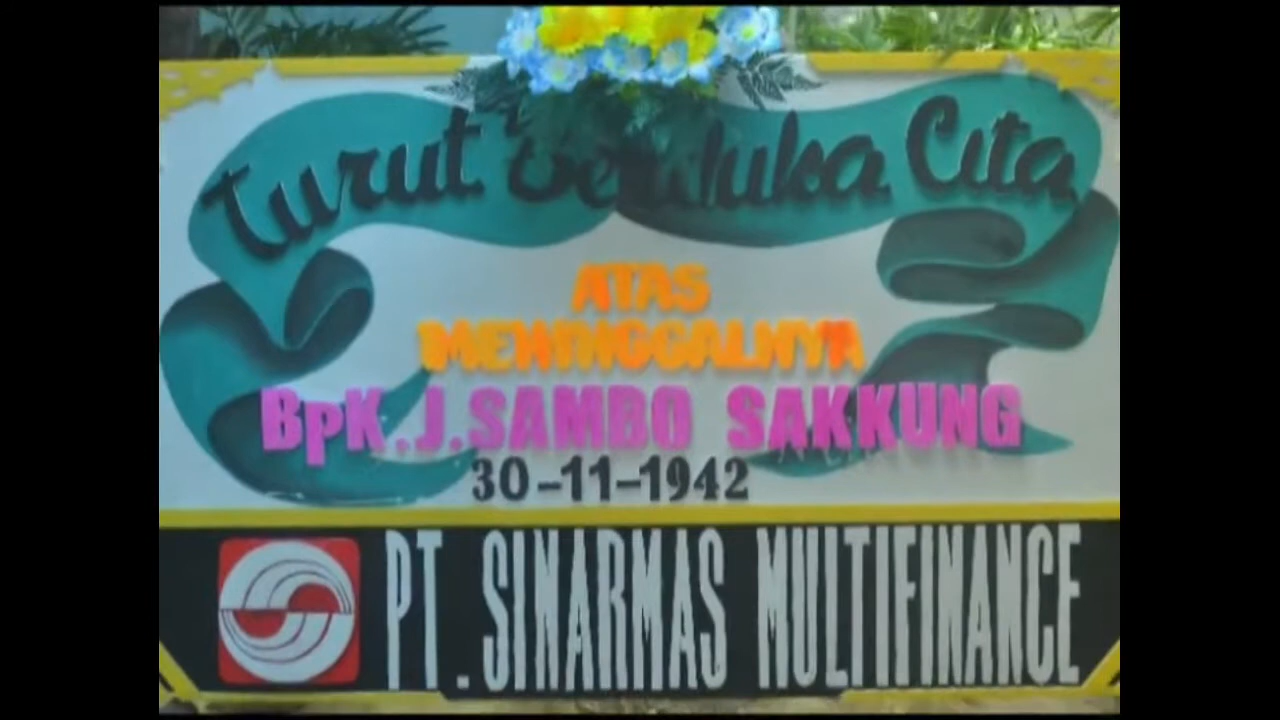 Turut Berduka Cita
ATAS
MENINGGALNYA
BpK.J.SAMBO SAKKUNG
30-11-1942
PT.SINARMAS MULTIFINANCE